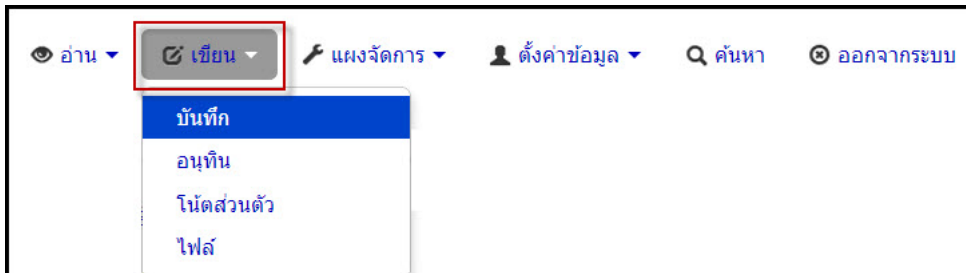 อ่าน เขียน แผงจัดการ ตั้งค่าข้อมูล ค้นหา ออกจากระบบ
บันทึก
อนุทิน
โน้ตส่วนตัว
ไฟล์